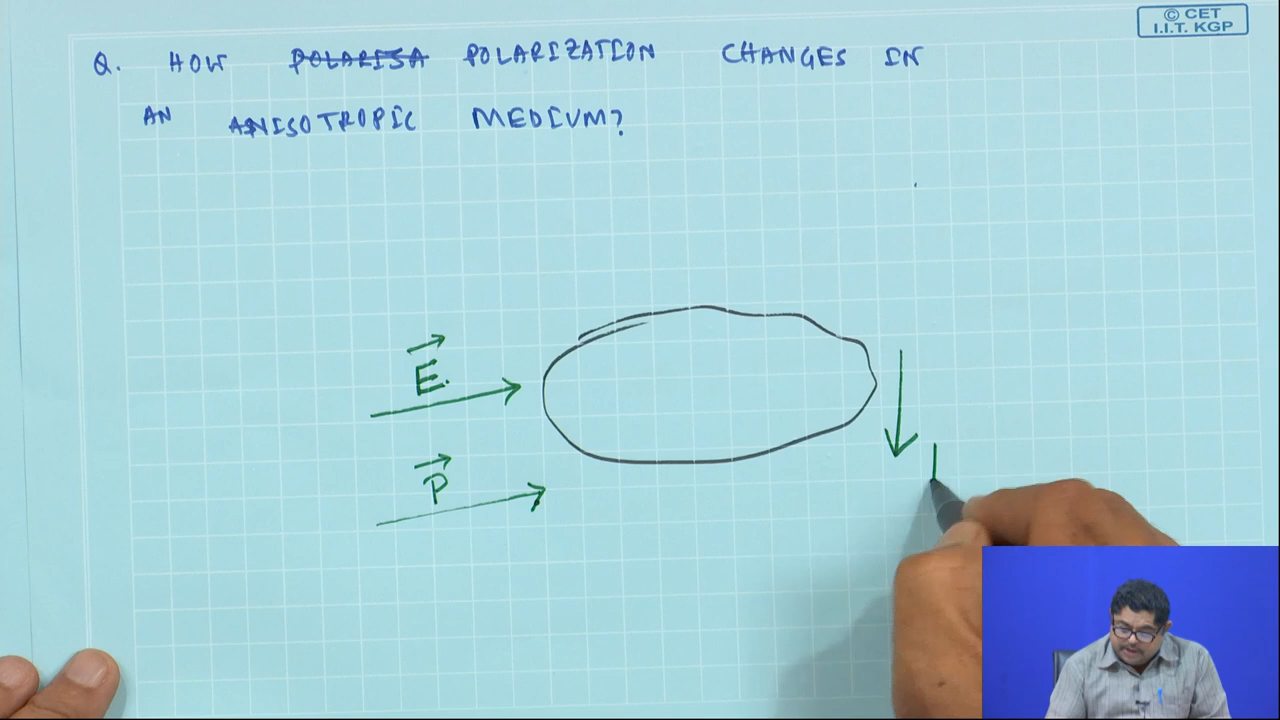 © CET
I.I.T. KGP
Q. HOW POLARISA POLARIZATION CHANGES IN
AN ANISOTROPIC MEDIUM?
E
P